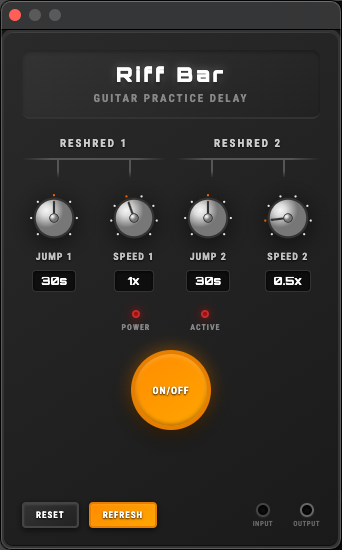 Riff Bar
GUITAR PRACTICE DELAY
RESHRED 1 RESHRED 2
JUMP 1 SPEED 1 JUMP 2 SPEED 2
30s 1x 30s 0.5x
POWER ACTIVE
ON/OFF
RESET REFRESH INPUT OUTPUT